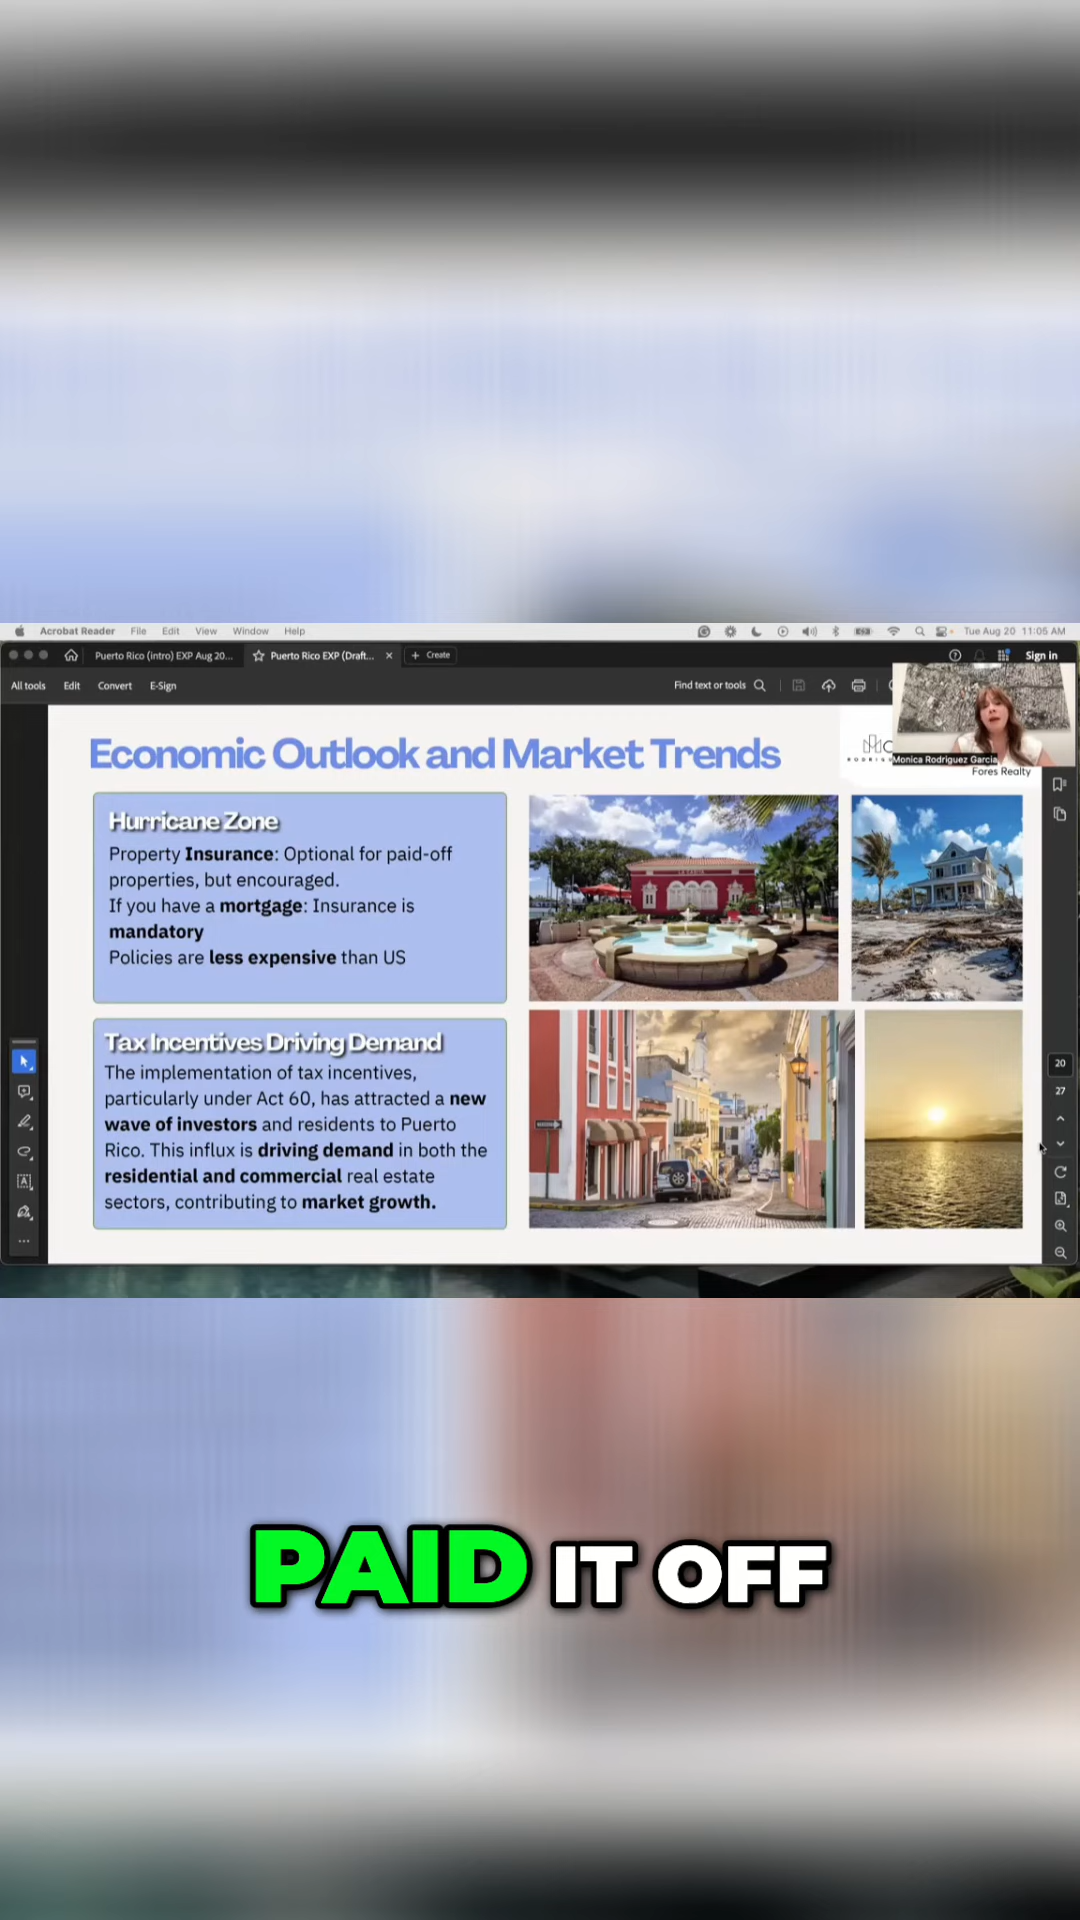 Acrobat Reader File Edit View Window Help Tue Aug 20 11:05 AM
Puerto Rico (intro) EXP Aug 20... Puerto Rico EXP (Draft... × + Create Sign in
All tools Edit Convert E-Sign Find text or tools
Economic Outlook and Market Trends
Monica Rodriguez Garcia
Fores Realty
Hurricane Zone
Property Insurance: Optional for paid-off
properties, but encouraged.
If you have a mortgage: Insurance is
mandatory
Policies are less expensive than US
Tax Incentives Driving Demand
The implementation of tax incentives,
particularly under Act 60, has attracted a new
wave of investors and residents to Puerto
Rico. This influx is driving demand in both the
residential and commercial real estate
sectors, contributing to market growth.
20
27
PAID IT OFF